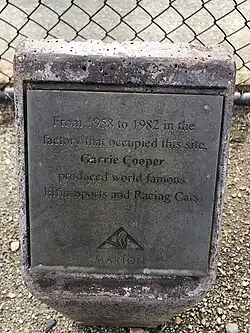 From 1958 to 1982 in the
factory that occupied this site,
Garrie Cooper
produced world famous
Elfin Sports and Racing Cars
MARION